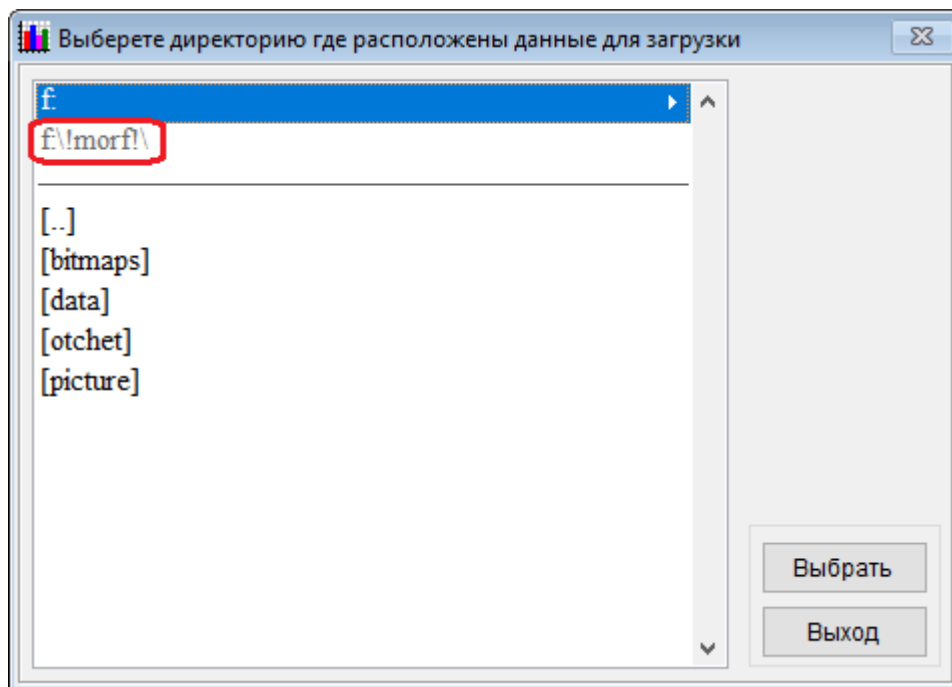 Выберете директорию где расположены данные для загрузки
f:
f:\!morf!\
[..]
[bitmaps]
[data]
[otchet]
[picture]
Выбрать
Выход